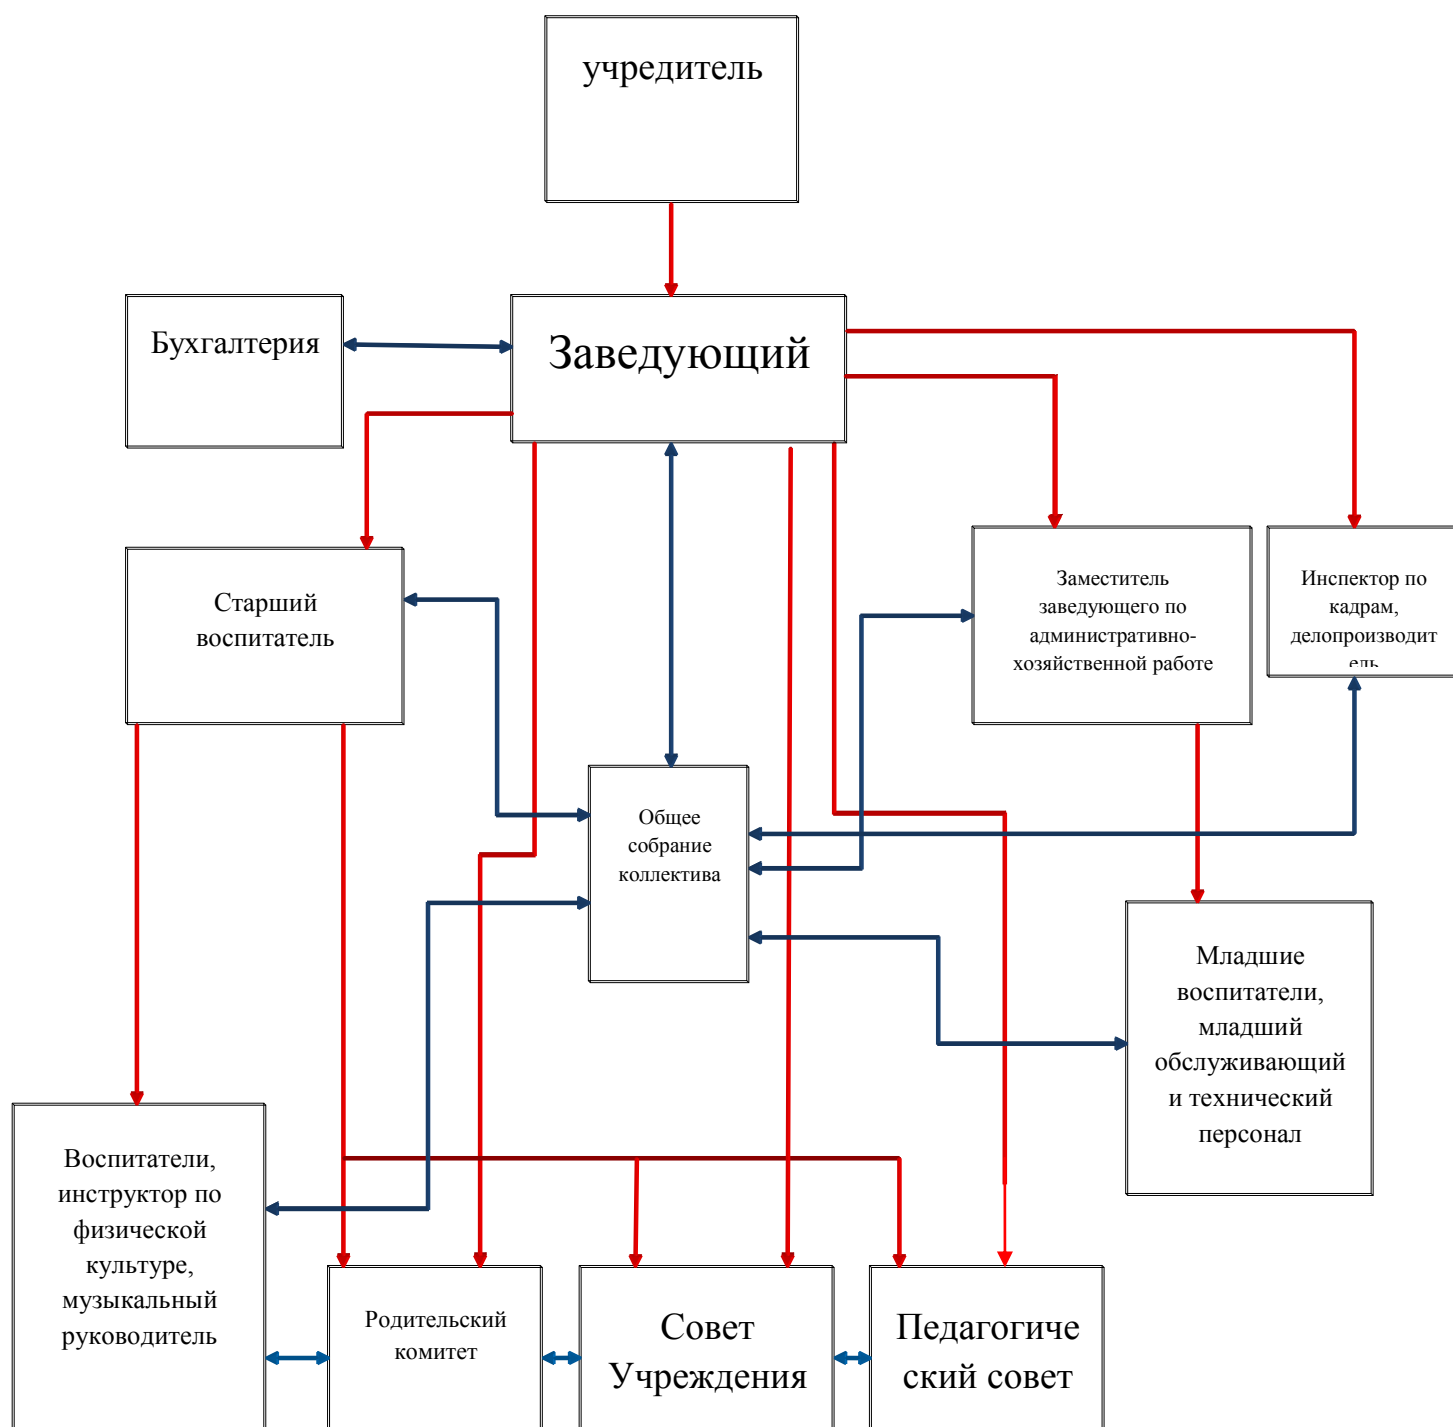 учредитель
Бухгалтерия
Заведующий
Старший
воспитатель
Заместитель
заведующего по
административно-
хозяйственной работе
Инспектор по
кадрам,
делопроизводит
ель
Общее
собрание
коллектива
Младшие
воспитатели,
младший
обслуживающий
и технический
персонал
Воспитатели,
инструктор по
физической
культуре,
музыкальный
руководитель
Родительский
комитет
Совет
Учреждения
Педагогиче
ский совет